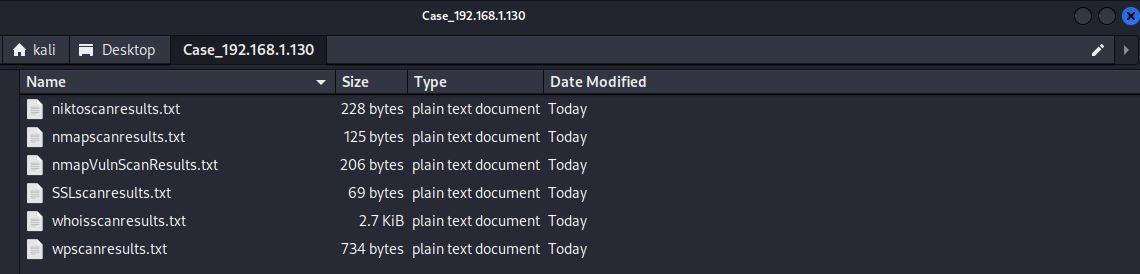 Case_192.168.1.130
kali Desktop Case_192.168.1.130
Name Size Type Date Modified
niktoscanresults.txt 228 bytes plain text document Today
nmapscanresults.txt 125 bytes plain text document Today
nmapVulnScanResults.txt 206 bytes plain text document Today
SSLscanresults.txt 69 bytes plain text document Today
whoisscanresults.txt 2.7 KiB plain text document Today
wpscanresults.txt 734 bytes plain text document Today